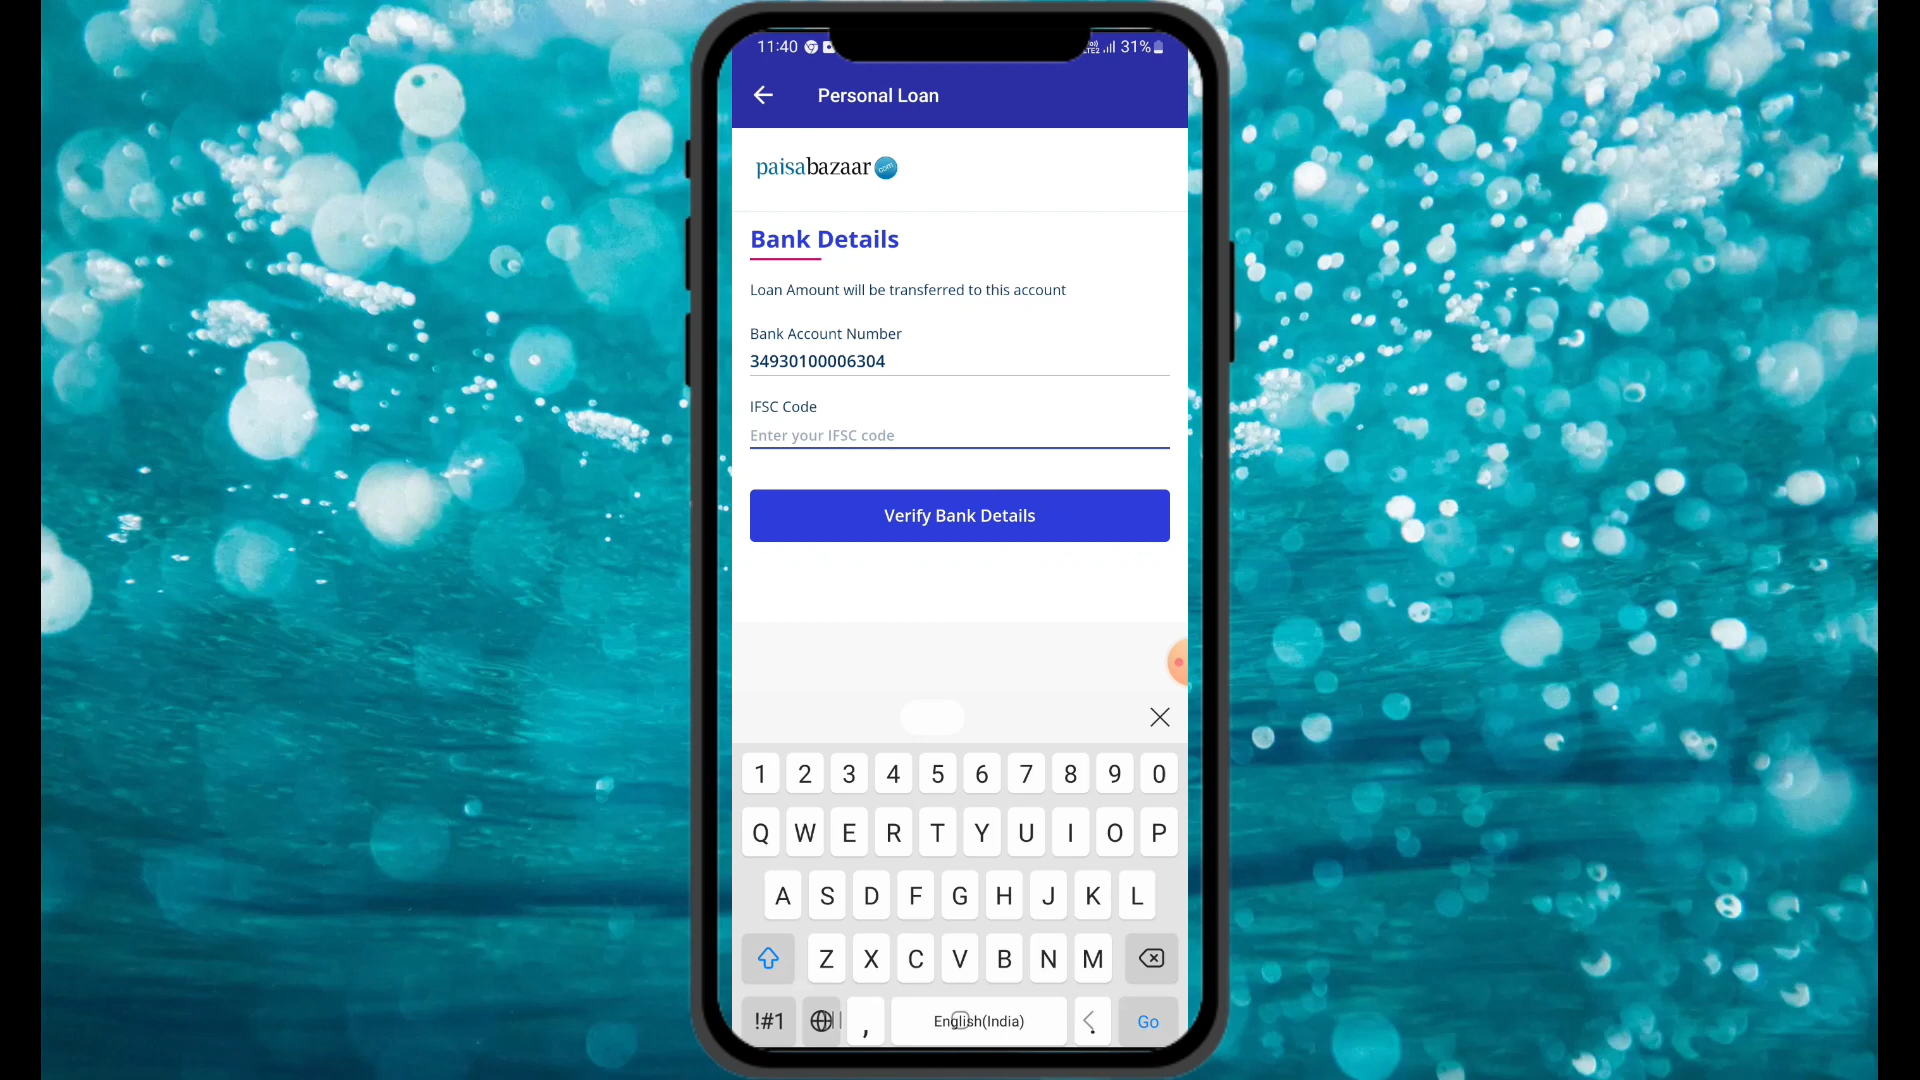 11:40 31%
Personal Loan
paisabazaar com
Bank Details
Loan Amount will be transferred to this account
Bank Account Number
34930100006304
IFSC Code
Enter your IFSC code
Verify Bank Details
1 2 3 4 5 6 7 8 9 0
Q W E R T Y U I O P
A S D F G H J K L
Z X C V B N M
!#1 , English(India) . Go